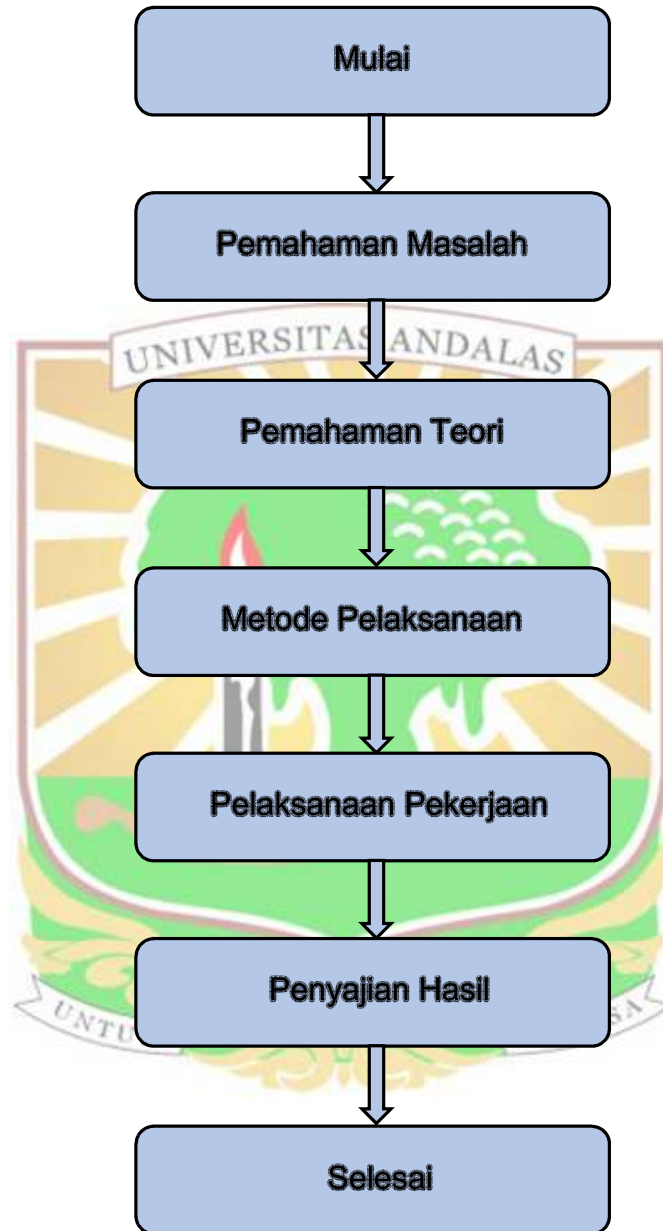 Mulai
Pemahaman Masalah
UNIVERSITAS ANDALAS
Pemahaman Teori
Metode Pelaksanaan
Pelaksanaan Pekerjaan
Penyajian Hasil
Selesai